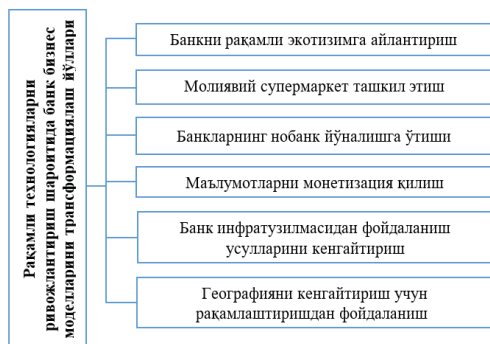 Рақамли технологияларни
ривожлантириш шароитида банк бизнес
моделларини трансформациялаш йўллари
Банкни рақамли экотизимга айлантириш
Молиявий супермаркет ташкил этиш
Банкларнинг нобанк йўналишга ўтиши
Маълумотларни монетизация қилиш
Банк инфратузилмасидан фойдаланиш
усулларини кенгайтириш
Географияни кенгайтириш учун
рақамлаштиришдан фойдаланиш